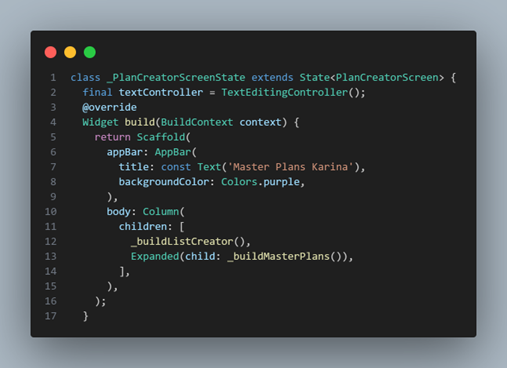 1 class _PlanCreatorScreenState extends State<PlanCreatorScreen> {
2   final textController = TextEditingController();
3   @override
4   Widget build(BuildContext context) {
5     return Scaffold(
6       appBar: AppBar(
7         title: const Text('Master Plans Karina'),
8         backgroundColor: Colors.purple,
9       ),
10       body: Column(
11         children: [
12           _buildListCreator(),
13           Expanded(child: _buildMasterPlans()),
14         ],
15       ),
16     );
17   }